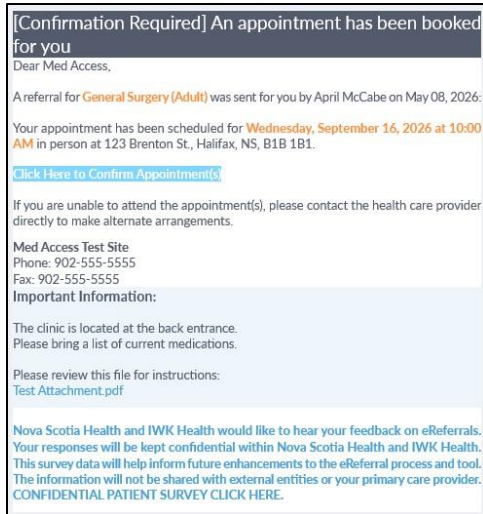 [Confirmation Required] An appointment has been booked
for you
Dear Med Access,
A referral for General Surgery (Adult) was sent for you by April McCabe on May 08, 2026:
Your appointment has been scheduled for Wednesday, September 16, 2026 at 10:00
AM in person at 123 Brenton St., Halifax, NS, B1B 1B1.
Click Here to Confirm Appointment(s)
If you are unable to attend the appointment(s), please contact the health care provider
directly to make alternate arrangements.
Med Access Test Site
Phone: 902-555-5555
Fax: 902-555-5555
Important Information:
The clinic is located at the back entrance.
Please bring a list of current medications.
Please review this file for instructions:
Test Attachment.pdf
Nova Scotia Health and IWK Health would like to hear your feedback on eReferrals.
Your responses will be kept confidential within Nova Scotia Health and IWK Health.
This survey data will help inform future enhancements to the eReferral process and tool.
The information will not be shared with external entities or your primary care provider.
CONFIDENTIAL PATIENT SURVEY CLICK HERE.